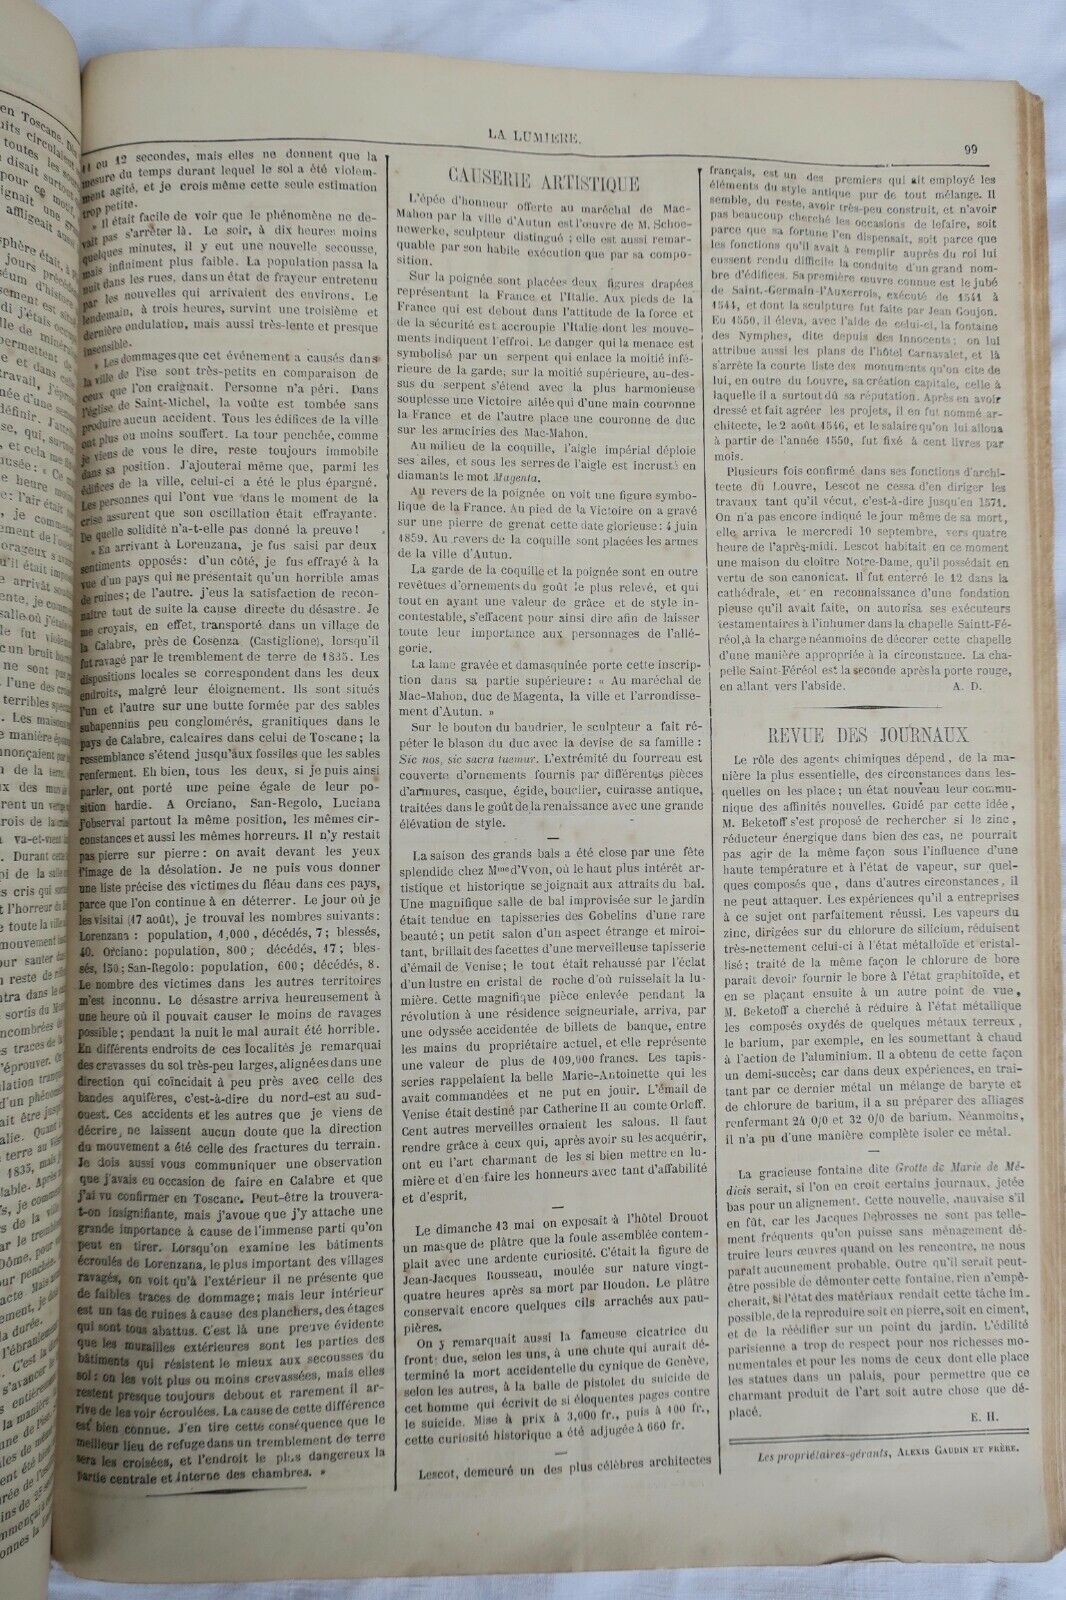 LA LUMIERE.
99
11 ou 12 secondes, mais elles ne donnent que la
mesure du temps durant lequel le sol a été violem-
ment agité, et je crois même cette seule estimation
trop petite.
» Il était facile de voir que le phénomène ne de-
vait pas s'arrêter là. Le soir, à dix heures moins
quelques minutes, il y eut une nouvelle secousse,
mais infiniment plus faible. La population passa la
nuit dans les rues, dans un état de frayeur entretenu
par les nouvelles qui arrivaient des environs. Le
lendemain, à trois heures, survint une troisième et
dernière ondulation, mais aussi très-lente et presque
insensible.
» Les dommages que cet événement a causés dans
la ville de Pise sont très-petits en comparaison de
ceux que l'on craignait. Personne n'a péri. Dans
l'église de Saint-Michel, la voûte est tombée sans
produire aucun accident. Tous les édifices de la ville
ont plus ou moins souffert. La tour penchée, comme
je viens de vous le dire, reste toujours immobile
dans sa position. J'ajouterai même que, parmi les
édifices de la ville, celui-ci a été le plus épargné.
Les personnes qui l'ont vue dans le moment de la
crise assurent que son oscillation était effrayante.
De quelle solidité n'a-t-elle pas donné la preuve !
» En arrivant à Lorenzana, je fus saisi par deux
sentiments opposés: d'un côté, je fus effrayé à la
vue d'un pays qui ne présentait qu'un horrible amas
de ruines; de l'autre. j'eus la satisfaction de recon-
naître tout de suite la cause directe du désastre. Je
me croyais, en effet, transporté dans un village de
la Calabre, près de Cosenza (Castiglione), lorsqu'il
fut ravagé par le tremblement de terre de 1835. Les
dispositions locales se correspondent dans les deux
endroits, malgré leur éloignement. Ils sont situés
l'un et l'autre sur une butte formée par des sables
subapennins peu conglomérés, granitiques dans le
pays de Calabre, calcaires dans celui de Toscane; la
ressemblance s'étend jusqu'aux fossiles que les sables
renferment. Eh bien, tous les deux, si je puis ainsi
parler, ont porté une peine égale de leur po-
sition hardie. A Orciano, San-Regolo, Luciana
j'observai partout la même position, les mêmes cir-
constances et aussi les mêmes horreurs. Il n'y restait
pas pierre sur pierre: on avait devant les yeux
l'image de la désolation. Je ne puis vous donner
une liste précise des victimes du fléau dans ces pays,
parce que l'on continue à en déterrer. Le jour où je
les visitai (17 août), je trouvai les nombres suivants:
Lorenzana : population, 1,000, décédés, 7; blessés,
40. Orciano: population, 800; décédés, 17; bles-
sés, 150; San-Regolo: population, 600; décédés, 8.
Le nombre des victimes dans les autres territoires
m'est inconnu. Le désastre arriva heureusement à
une heure où il pouvait causer le moins de ravages
possible; pendant la nuit le mal aurait été horrible.
En différents endroits de ces localités je remarquai
des crevasses du sol très-peu larges, alignées dans une
direction qui coïncidait à peu près avec celle des
bandes aquifères, c'est-à-dire du nord-est au sud-
ouest. Ces accidents et les autres que je viens de
décrire, ne laissent aucun doute que la direction
du mouvement a été celle des fractures du terrain.
Je dois aussi vous communiquer une observation
que j'avais eu occasion de faire en Calabre et que
j'ai vu confirmer en Toscane. Peut-être la trouvera-
t-on insignifiante, mais j'avoue que j'y attache une
grande importance à cause de l'immense parti qu'on
peut en tirer. Lorsqu'on examine les bâtiments
écroulés de Lorenzana, le plus important des villages
ravagés, on voit qu'à l'extérieur il ne présente que
de faibles traces de dommage; mais leur intérieur
est un tas de ruines à cause des planchers, des étages
qui sont tous abattus. C'est là une preuve évidente
que les murailles extérieures sont les parties des
bâtiments qui résistent le mieux aux secousses du
sol : on les voit plus ou moins crevassées, mais elles
restent presque toujours debout et rarement il ar-
rive de les voir écroulées. La cause de cette différence
est bien connue. J'en tire cette conséquence que le
meilleur lieu de refuge dans un tremblement de terre
sera les croisées, et l'endroit le plus dangereux la
partie centrale et interne des chambres. »
CAUSERIE ARTISTIQUE
L'épée d'honneur offerte au maréchal de Mac-
Mahon par la ville d'Autun est l'œuvre de M. Schoe-
newerke, sculpteur distingué ; elle est aussi remar-
quable par son habile exécution que par sa compo-
sition.
Sur la poignée sont placées deux figures drapées
représentant la France et l'Italie. Aux pieds de la
France qui est debout dans l'attitude de la force et
de la sécurité est accroupie l'Italie dont les mouve-
ments indiquent l'effroi. Le danger qui la menace est
symbolisé par un serpent qui enlace la moitié infé-
rieure de la garde; sur la moitié supérieure, au-des-
sus du serpent s'étend avec la plus harmonieuse
souplesse une Victoire ailée qui d'une main couronne
la France et de l'autre place une couronne de duc
sur les armoiries des Mac-Mahon.
Au milieu de la coquille, l'aigle impérial déploie
ses ailes, et sous les serres de l'aigle est incrusté en
diamants le mot Magenta.
Au revers de la poignée on voit une figure symbo-
lique de la France. Au pied de la Victoire on a gravé
sur une pierre de grenat cette date glorieuse: 4 juin
1859. Au revers de la coquille sont placées les armes
de la ville d'Autun.
La garde de la coquille et la poignée sont en outre
revêtues d'ornements du goût le plus relevé, et qui
tout en ayant une valeur de grâce et de style in-
contestable, s'effacent pour ainsi dire afin de laisser
toute leur importance aux personnages de l'allé-
gorie.
La lame gravée et damasquinée porte cette inscription
dans sa partie supérieure : « Au maréchal de
Mac-Mahon, duc de Magenta, la ville et l'arrondisse-
ment d'Autun. »
Sur le bouton du baudrier, le sculpteur a fait ré-
péter le blason du duc avec la devise de sa famille :
Sic nos, sic sacra tuemur. L'extrémité du fourreau est
couverte d'ornements fournis par différentes pièces
d'armures, casque, égide, bouclier, cuirasse antique,
traitées dans le goût de la renaissance avec une grande
élévation de style.
La saison des grands bals a été close par une fête
splendide chez Mme d'Yvon, où le haut plus intérêt ar-
tistique et historique se joignait aux attraits du bal.
Une magnifique salle de bal improvisée sur le jardin
était tendue en tapisseries des Gobelins d'une rare
beauté ; un petit salon d'un aspect étrange et miroi-
tant, brillait des facettes d'une merveilleuse tapisserie
d'émail de Venise; le tout était rehaussé par l'éclat
d'un lustre en cristal de roche d'où ruisselait la lu-
mière. Cette magnifique pièce enlevée pendant la
révolution à une résidence seigneuriale, arriva, par
une odyssée accidentée de billets de banque, entre
les mains du propriétaire actuel, et elle représente
une valeur de plus de 109,900 francs. Les tapis-
series rappelaient la belle Marie-Antoinette qui les
avait commandées et ne put en jouir. L'émail de
Venise était destiné par Catherine II au comte Orloff.
Cent autres merveilles ornaient les salons. Il faut
rendre grâce à ceux qui, après avoir su les acquérir,
ont eu l'art charmant de les si bien mettre en lu-
mière et d'en faire les honneurs avec tant d'affabilité
et d'esprit,
Le dimanche 13 mai on exposait à l'hôtel Drouot
un masque de plâtre que la foule assemblée contem-
plait avec une ardente curiosité. C'était la figure de
Jean-Jacques Rousseau, moulée sur nature vingt-
quatre heures après sa mort par Houdon. Le plâtre
conservait encore quelques cils arrachés aux pau-
pières.
On y remarquait aussi la fameuse cicatrice du
front; due, selon les uns, à une chute qui aurait dé-
terminé la mort accidentelle du cynique de Genève,
selon les autres, à la balle de pistolet du suicide de
cet homme qui écrivit de si éloquentes pages contre
le suicide. Mise à prix à 3,000 fr., puis à 400 fr.,
cette curiosité historique a été adjugée à 660 fr.
Lescot, demeuré un des plus célèbres architectes
français, est un des premiers qui ait employé les
éléments du style antique pur de tout mélange. Il
semble, du reste, avoir très-peu construit, et n'avoir
pas beaucoup cherché les occasions de le faire, soit
parce que sa fortune l'en dispensait, soit parce que
les fonctions qu'il avait à remplir auprès du roi lui
eussent rendu difficile la conduite d'un grand nom-
bre d'édifices. Sa première œuvre connue est le jubé
de Saint-Germain-l'Auxerrois, exécuté de 1541 à
1544, et dont la sculpture fut faite par Jean Goujon.
Eu 1550, il éleva, avec l'aide de celui-ci, la fontaine
des Nymphes, dite depuis des Innocents; on lui
attribue aussi les plans de l'hôtel Carnavalet, et là
s'arrête la courte liste des monuments qu'on cite de
lui, en outre du Louvre, sa création capitale, celle à
laquelle il a surtout dû sa réputation. Après en avoir
dressé et fait agréer les projets, il en fut nommé ar-
chitecte, le 2 août 1546, et le salaire qu'on lui alloua
à partir de l'année 1550, fut fixé à cent livres par
mois.
Plusieurs fois confirmé dans ses fonctions d'archi-
tecte du Louvre, Lescot ne cessa d'en diriger les
travaux tant qu'il vécut, c'est-à-dire jusqu'en 1571.
On n'a pas encore indiqué le jour même de sa mort,
elle arriva le mercredi 10 septembre, vers quatre
heure de l'après-midi. Lescot habitait en ce moment
une maison du cloître Notre-Dame, qu'il possédait en
vertu de son canonicat. Il fut enterré le 12 dans la
cathédrale, et en reconnaissance d'une fondation
pieuse qu'il avait faite, on autorisa ses exécuteurs
testamentaires à l'inhumer dans la chapelle Saintt-Fé-
réol, à la charge néanmoins de décorer cette chapelle
d'une manière appropriée à la circonstance. La cha-
pelle Saint-Féréol est la seconde après la porte rouge,
en allant vers l'abside. A. D.
REVUE DES JOURNAUX
Le rôle des agents chimiques dépend, de la ma-
nière la plus essentielle, des circonstances dans les-
quelles on les place ; un état nouveau leur commu-
nique des affinités nouvelles. Guidé par cette idée,
M. Beketoff s'est proposé de rechercher si le zinc,
réducteur énergique dans bien des cas, ne pourrait
pas agir de la même façon sous l'influence d'une
haute température et à l'état de vapeur, sur quel-
ques composés que, dans d'autres circonstances, il
ne peut attaquer. Les expériences qu'il a entreprises
à ce sujet ont parfaitement réussi. Les vapeurs du
zinc, dirigées sur du chlorure de silicium, réduisent
très-nettement celui-ci à l'état métalloïde et cristal-
lisé; traité de la même façon le chlorure de bore
parait devoir fournir le bore à l'état graphitoïde, et
en se plaçant ensuite à un autre point de vue,
M. Beketoff a cherché à réduire à l'état métallique
les composés oxydés de quelques métaux terreux,
le barium, par exemple, en les soumettant à chaud
à l'action de l'aluminium. Il a obtenu de cette façon
un demi-succès; car dans deux expériences, en trai-
tant par ce dernier métal un mélange de baryte et
de chlorure de barium, il a su préparer des alliages
renfermant 24 0/0 et 32 0/0 de barium. Néanmoins,
il n'a pu d'une manière complète isoler ce métal.
La gracieuse fontaine dite Grotte de Marie de Mé-
dicis serait, si l'on en croit certains journaux, jetée
bas pour un alignement. Cette nouvelle, mauvaise s'il
en fût, car les Jacques Debrosses ne sont pas telle-
ment fréquents qu'on puisse sans ménagement dé-
truire leurs œuvres quand on les rencontre, ne nous
paraît aucunement probable. Outre qu'il serait peut-
être possible de démonter cette fontaine, rien n'empê-
cherait, si l'état des matériaux rendait cette tâche im-
possible, de la reproduire soit en pierre, soit en ciment,
et de la réédifier sur un point du jardin. L'édilité
parisienne a trop de respect pour nos richesses mo-
numentales et pour les noms de ceux dont elle place
les statues dans un palais, pour permettre que ce
charmant produit de l'art soit autre chose que dé-
placé. E. H.
Les propriétaires-gérants, ALEXIS GAUDIN ET FRÈRE.